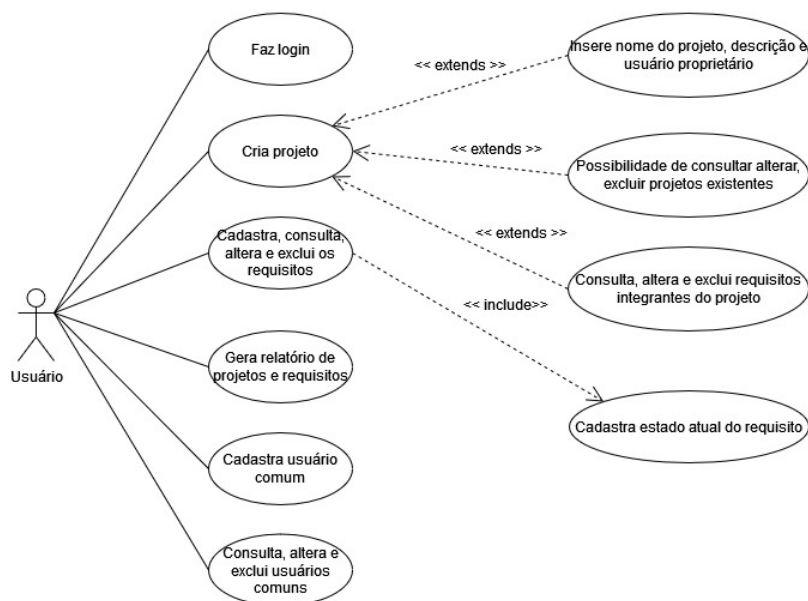 Faz login
Insere nome do projeto, descrição e
usuário proprietário
<< extends >>
Cria projeto
<< extends >>
Possibilidade de consultar alterar,
excluir projetos existentes
Cadastra, consulta,
altera e exclui os
requisitos
<< extends >>
Consulta, altera e exclui requisitos
integrantes do projeto
<< include>>
Usuário
Gera relatório de
projetos e requisitos
Cadastra estado atual do requisito
Cadastra usuário
comum
Consulta, altera e
exclui usuários
comuns